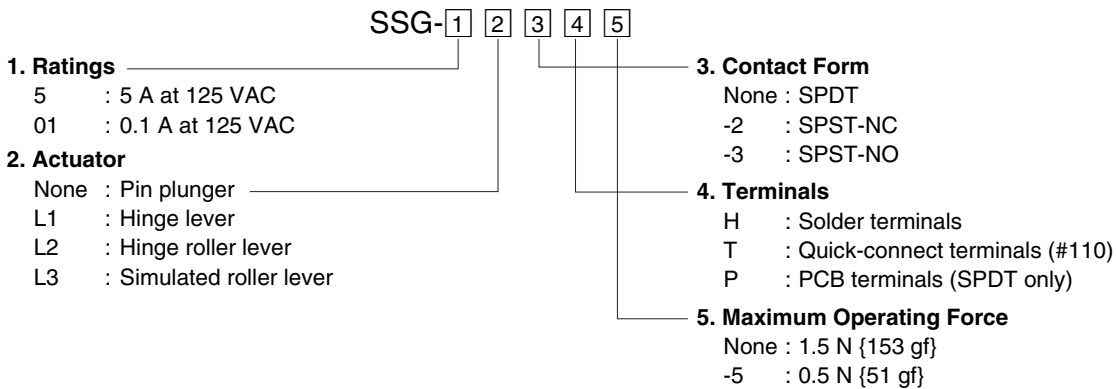 SSG-1 2 3 4 5
1. Ratings
5 : 5 A at 125 VAC
01 : 0.1 A at 125 VAC
2. Actuator
None : Pin plunger
L1 : Hinge lever
L2 : Hinge roller lever
L3 : Simulated roller lever
3. Contact Form
None : SPDT
-2 : SPST-NC
-3 : SPST-NO
4. Terminals
H : Solder terminals
T : Quick-connect terminals (#110)
P : PCB terminals (SPDT only)
5. Maximum Operating Force
None : 1.5 N {153 gf}
-5 : 0.5 N {51 gf}